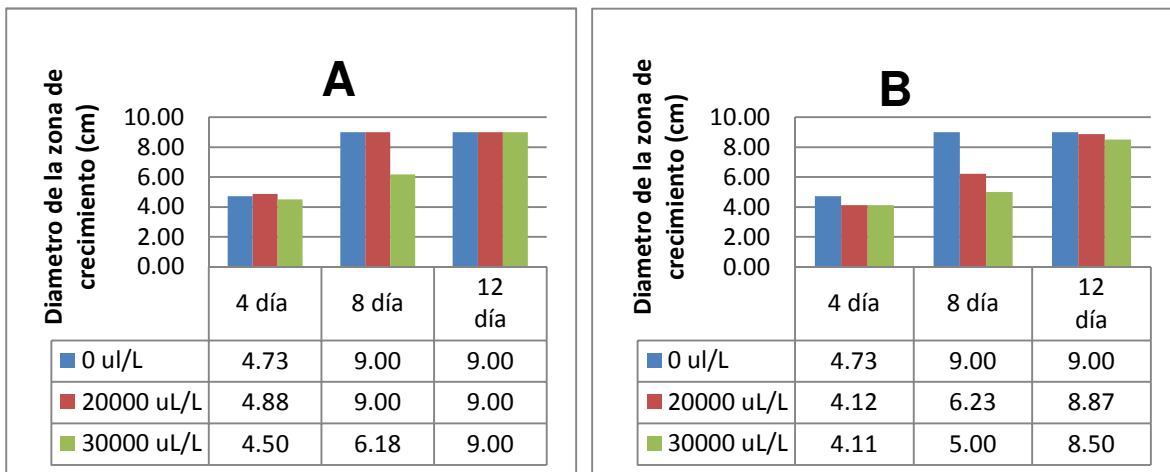 A
Diametro de la zona de
crecimiento (cm)
10.00
8.00
6.00
4.00
2.00
0.00
4 día 8 día 12
día
0 ul/L 4.73 9.00 9.00
20000 uL/L 4.88 9.00 9.00
30000 uL/L 4.50 6.18 9.00
B
Diametro de la zona de
crecimiento (cm)
10.00
8.00
6.00
4.00
2.00
0.00
4 día 8 día 12
día
0 ul/L 4.73 9.00 9.00
20000 uL/L 4.12 6.23 8.87
30000 uL/L 4.11 5.00 8.50